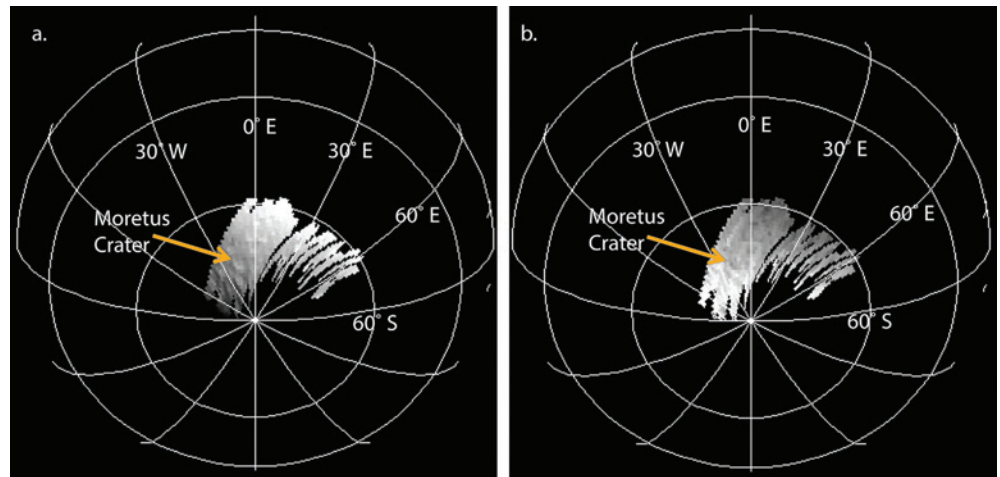 a.
0° E
30° W
30° E
60° E
Moretus
Crater
60° S
b.
0° E
30° W
30° E
60° E
Moretus
Crater
60° S